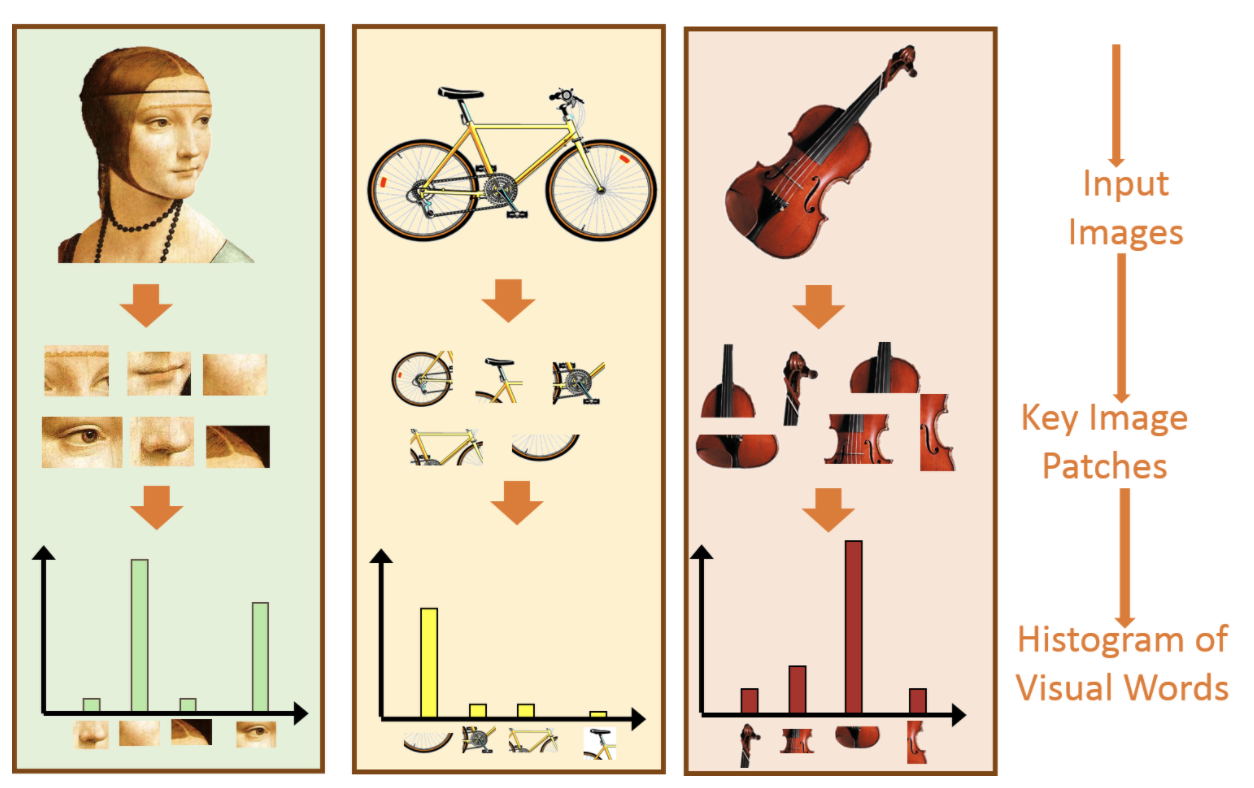 Input
Images
Key Image
Patches
Histogram of
Visual Words